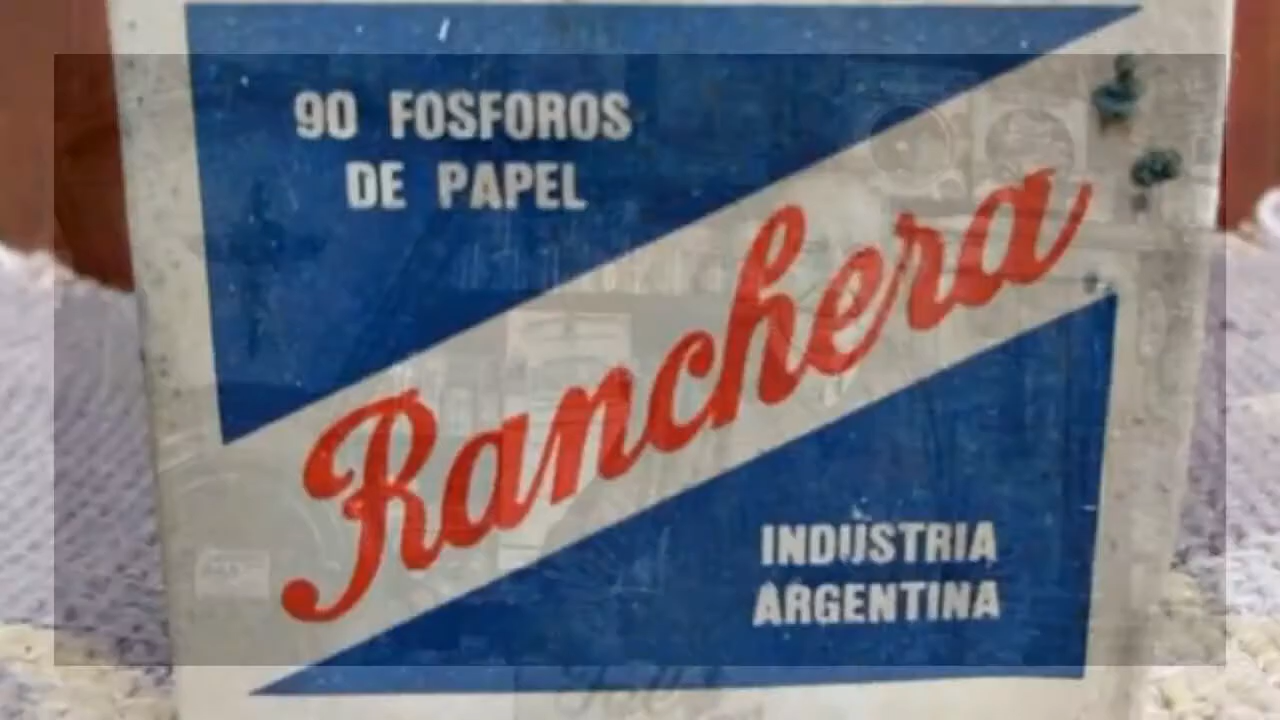 90 FOSFOROS
DE PAPEL
Ranchera
INDUSTRIA
ARGENTINA